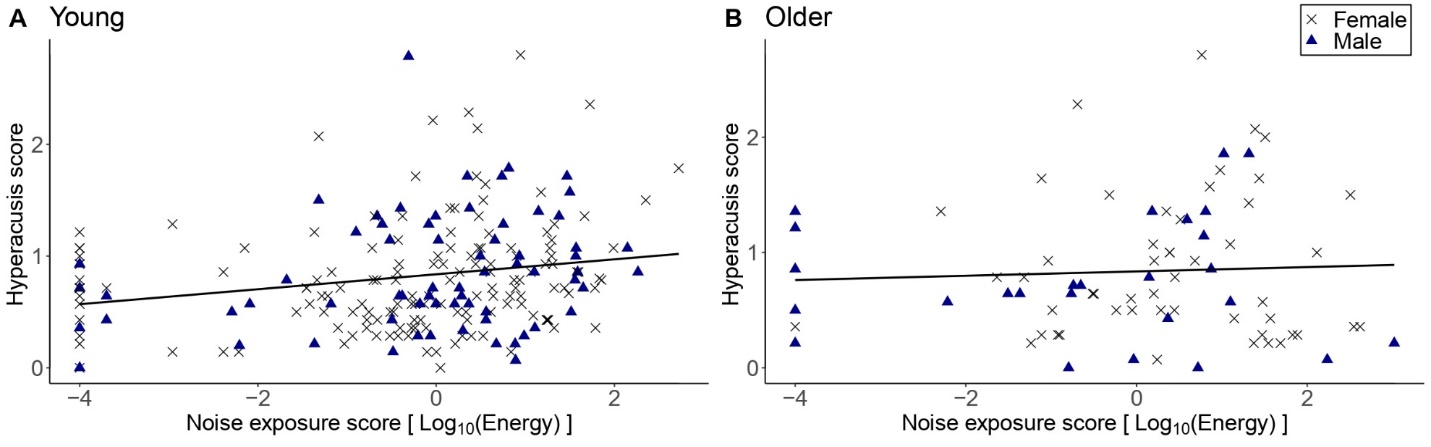 A Young
Hyperacusis score
2
1
0
−4 −2 0 2
Noise exposure score [ Log₁₀(Energy) ]
B Older
Female
Male
Hyperacusis score
2
1
0
−4 −2 0 2
Noise exposure score [ Log₁₀(Energy) ]